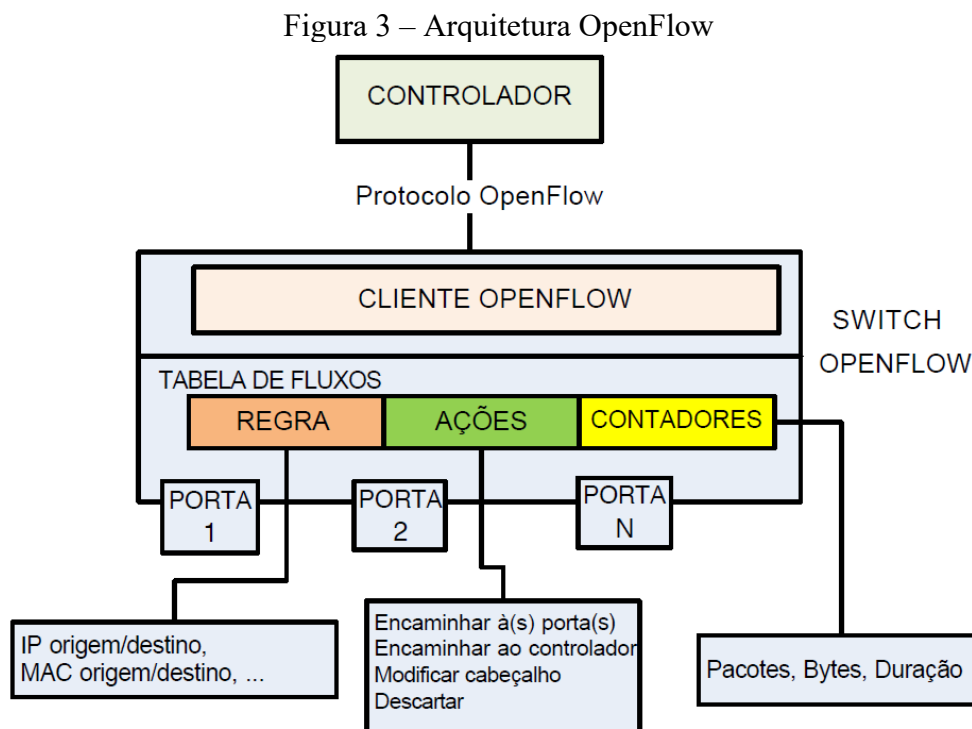 Figura 3 – Arquitetura OpenFlow
CONTROLADOR
Protocolo OpenFlow
CLIENTE OPENFLOW
SWITCH
OPENFLOW
TABELA DE FLUXOS
REGRA
AÇÕES
CONTADORES
PORTA
1
PORTA
2
PORTA
N
IP origem/destino,
MAC origem/destino, ...
Encaminhar à(s) porta(s)
Encaminhar ao controlador
Modificar cabeçalho
Descartar
Pacotes, Bytes, Duração